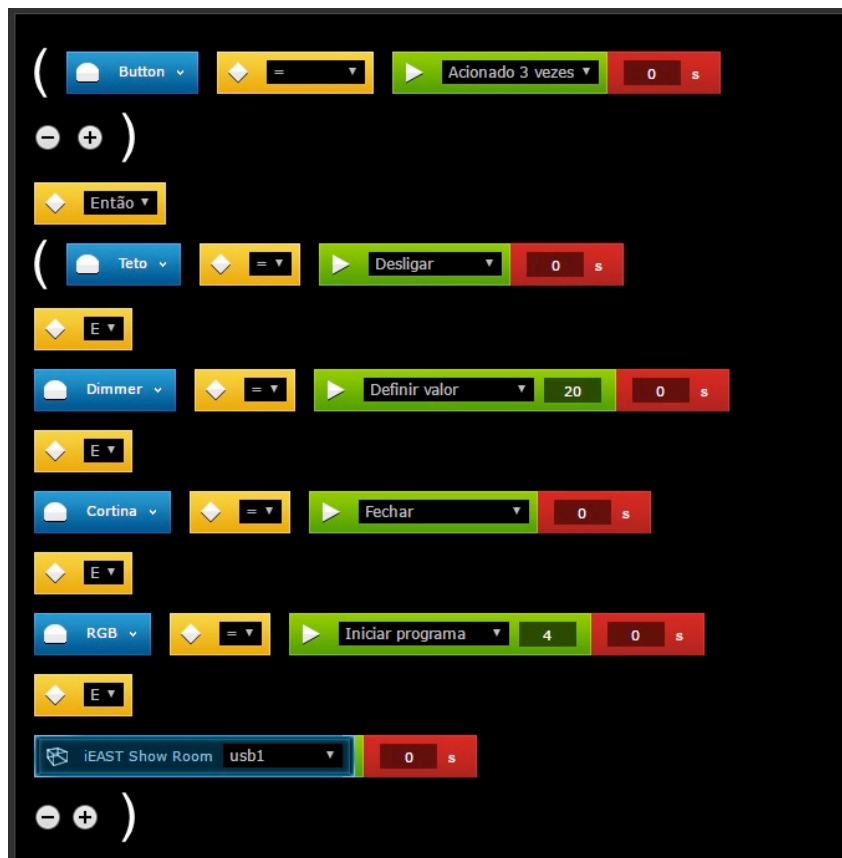 ( Button = Acionado 3 vezes 0 s
)
Então
( Teto = Desligar 0 s
E
Dimmer = Definir valor 20 0 s
E
Cortina = Fechar 0 s
E
RGB = Iniciar programa 4 0 s
E
iEAST Show Room usb1 0 s
)